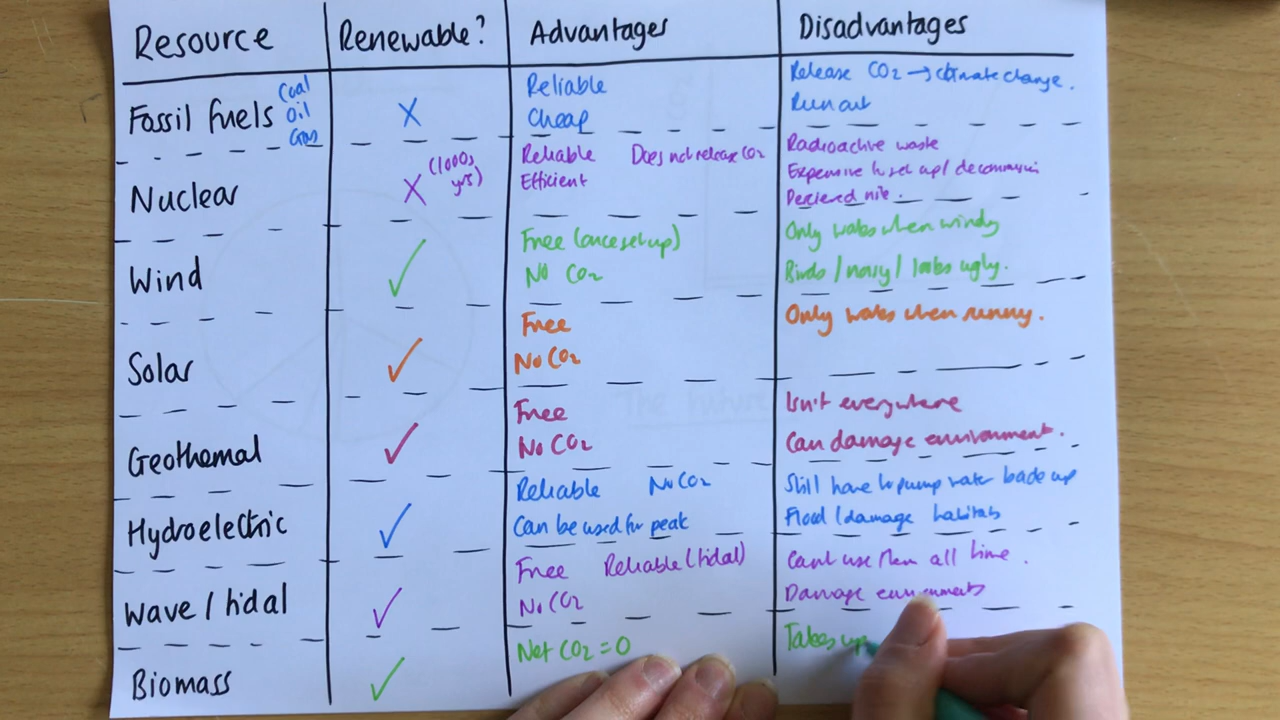 Resource Renewable? Advantages Disadvantages
Fossil fuels Coal Oil Gas
X
Reliable
Cheap
Release CO2 → climate change.
Run out
Nuclear
X (1000s yrs)
Reliable Does not release CO2
Efficient
Radioactive waste
Expensive to set up / decommission
Percieved risk.
Wind
✓
Free (once set up)
No CO2
Only works when windy
Birds / noisy / looks ugly.
Solar
✓
Free
No CO2
Only works when sunny.
Geothermal
✓
Free
No CO2
Isn't everywhere
Can damage environment.
Hydroelectric
✓
Reliable No CO2
Can be used for peak
Still have to pump water back up
Flood / damage habitats
Wave / tidal
✓
Free Reliable (tidal)
No CO2
Can't use them all time.
Damage environments
Biomass
✓
Net CO2 = 0
Takes up